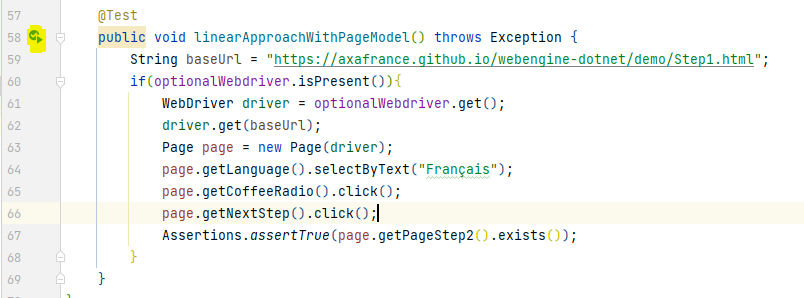 57 @Test
58 public void linearApproachWithPageModel() throws Exception {
59 String baseUrl = "https://axafrance.github.io/webengine-dotnet/demo/Step1.html";
60 if(optionalWebdriver.isPresent()){
61 WebDriver driver = optionalWebdriver.get();
62 driver.get(baseUrl);
63 Page page = new Page(driver);
64 page.getLanguage().selectByText("Français");
65 page.getCoffeeRadio().click();
66 page.getNextStep().click();
67 Assertions.assertTrue(page.getPageStep2().exists());
68 }
69 }